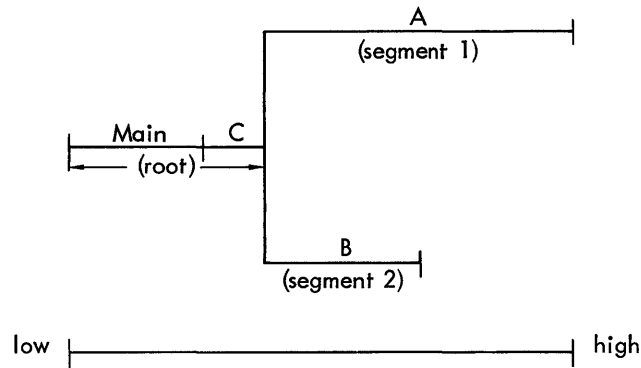 A
(segment 1)
Main C
(root)
B
(segment 2)
low high